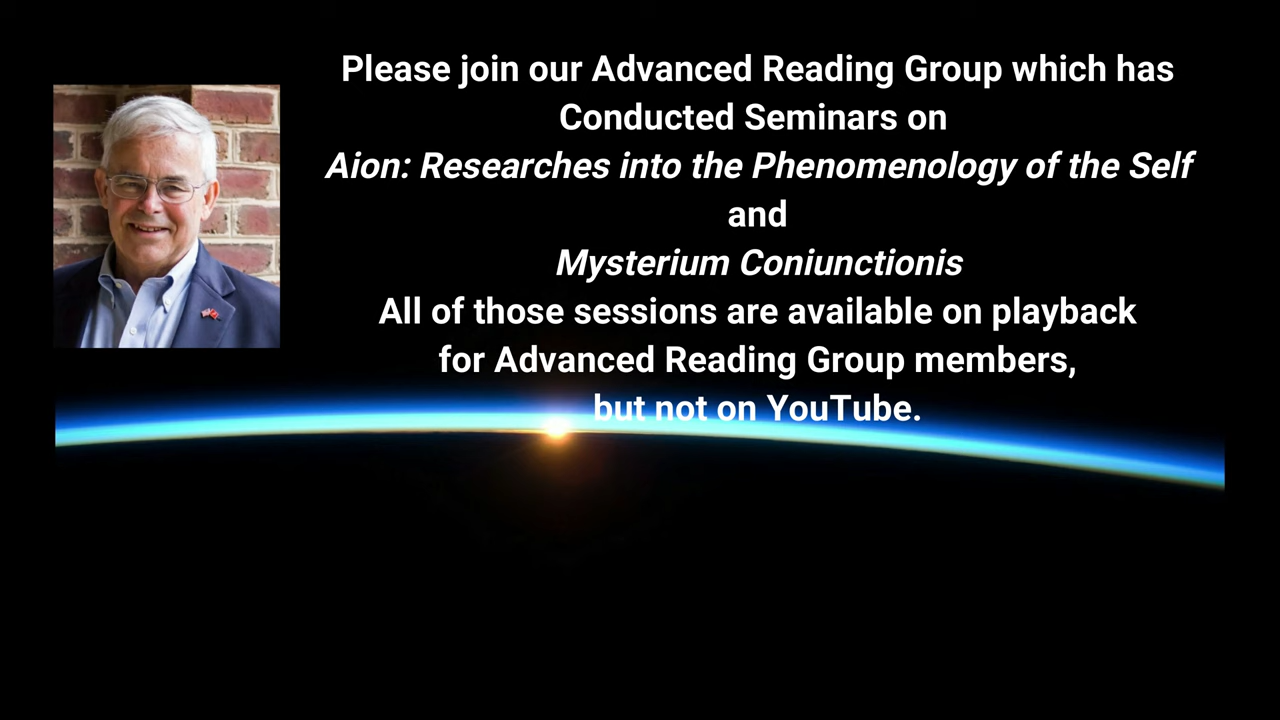 Please join our Advanced Reading Group which has
Conducted Seminars on
Aion: Researches into the Phenomenology of the Self
and
Mysterium Coniunctionis
All of those sessions are available on playback
for Advanced Reading Group members,
but not on YouTube.